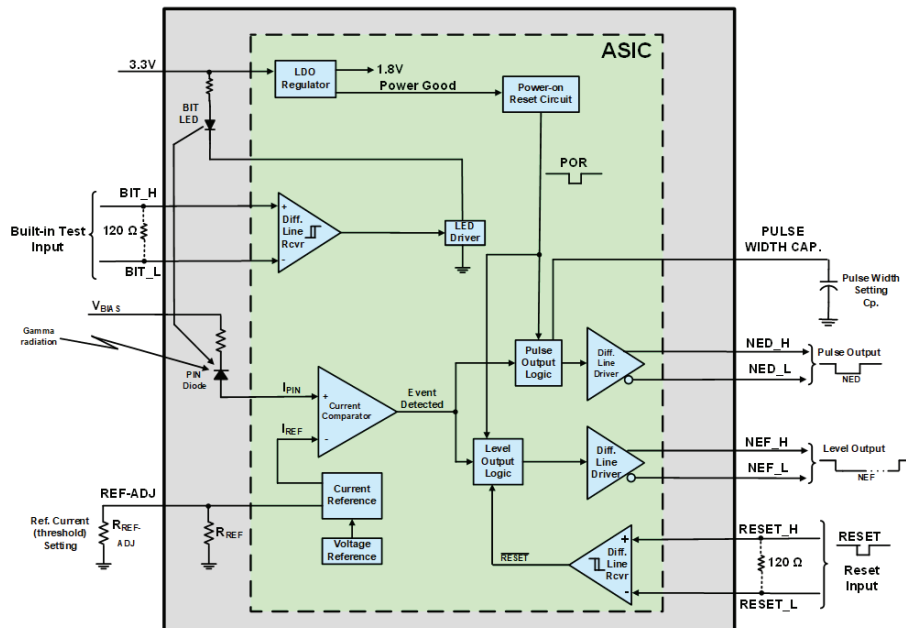 ASIC
3.3V
LDO
Regulator
1.8V
Power Good
Power-on
Reset Circuit
BIT
LED
POR
BIT_H
Built-in Test
Input
120 Ω
BIT_L
+
-
Diff.
Line
Rcvr
LED
Driver
PULSE
WIDTH CAP.
Pulse Width
Setting
Cp.
VBIAS
Gamma
radiation
PIN
Diode
IPIN
IREF
+
-
Current
Comparator
Event
Detected
Pulse
Output
Logic
Diff.
Line
Driver
NED_H
NED_L
Pulse Output
NED
Level
Output
Logic
Diff.
Line
Driver
NEF_H
NEF_L
Level Output
NEF
REF-ADJ
Ref. Current
(threshold)
Setting
RREF-
ADJ
RREF
Current
Reference
Voltage
Reference
RESET
+
-
Diff.
Line
Rcvr
RESET_H
120 Ω
RESET_L
RESET
Reset
Input